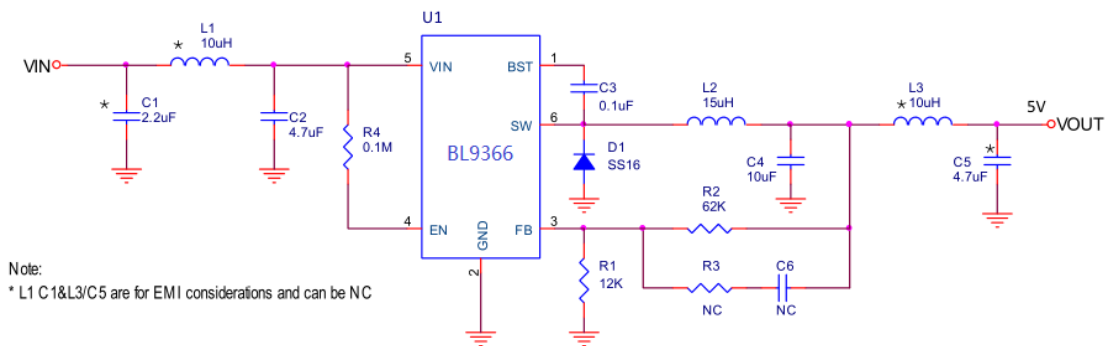 U1
L1
10uH
*
VIN
*
C1
2.2uF
C2
4.7uF
R4
0.1M
5
VIN
BST
1
C3
0.1uF
SW
6
BL9366
4
EN
GND
2
FB
3
D1
SS16
L2
15uH
C4
10uF
L3
*
10uH
5V
VOUT
*
C5
4.7uF
R2
62K
R1
12K
R3
NC
C6
NC
Note:
* L1 C1&L3/C5 are for EMI considerations and can be NC